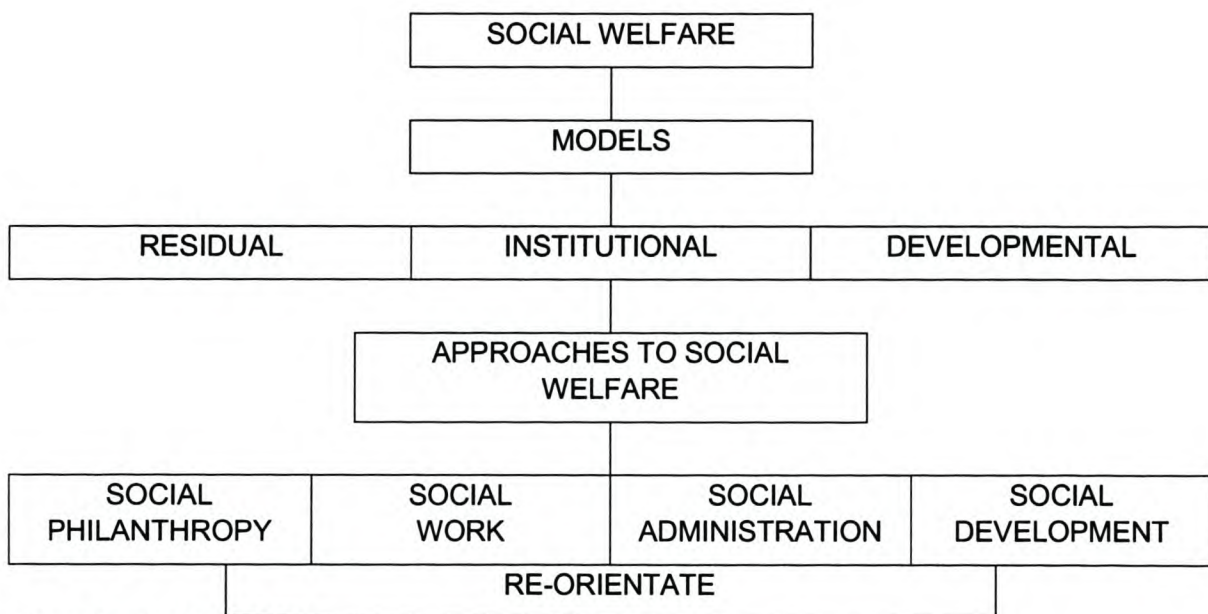 SOCIAL WELFARE
MODELS
RESIDUAL
INSTITUTIONAL
DEVELOPMENTAL
APPROACHES TO SOCIAL
WELFARE
SOCIAL
PHILANTHROPY
SOCIAL
WORK
SOCIAL
ADMINISTRATION
SOCIAL
DEVELOPMENT
RE-ORIENTATE